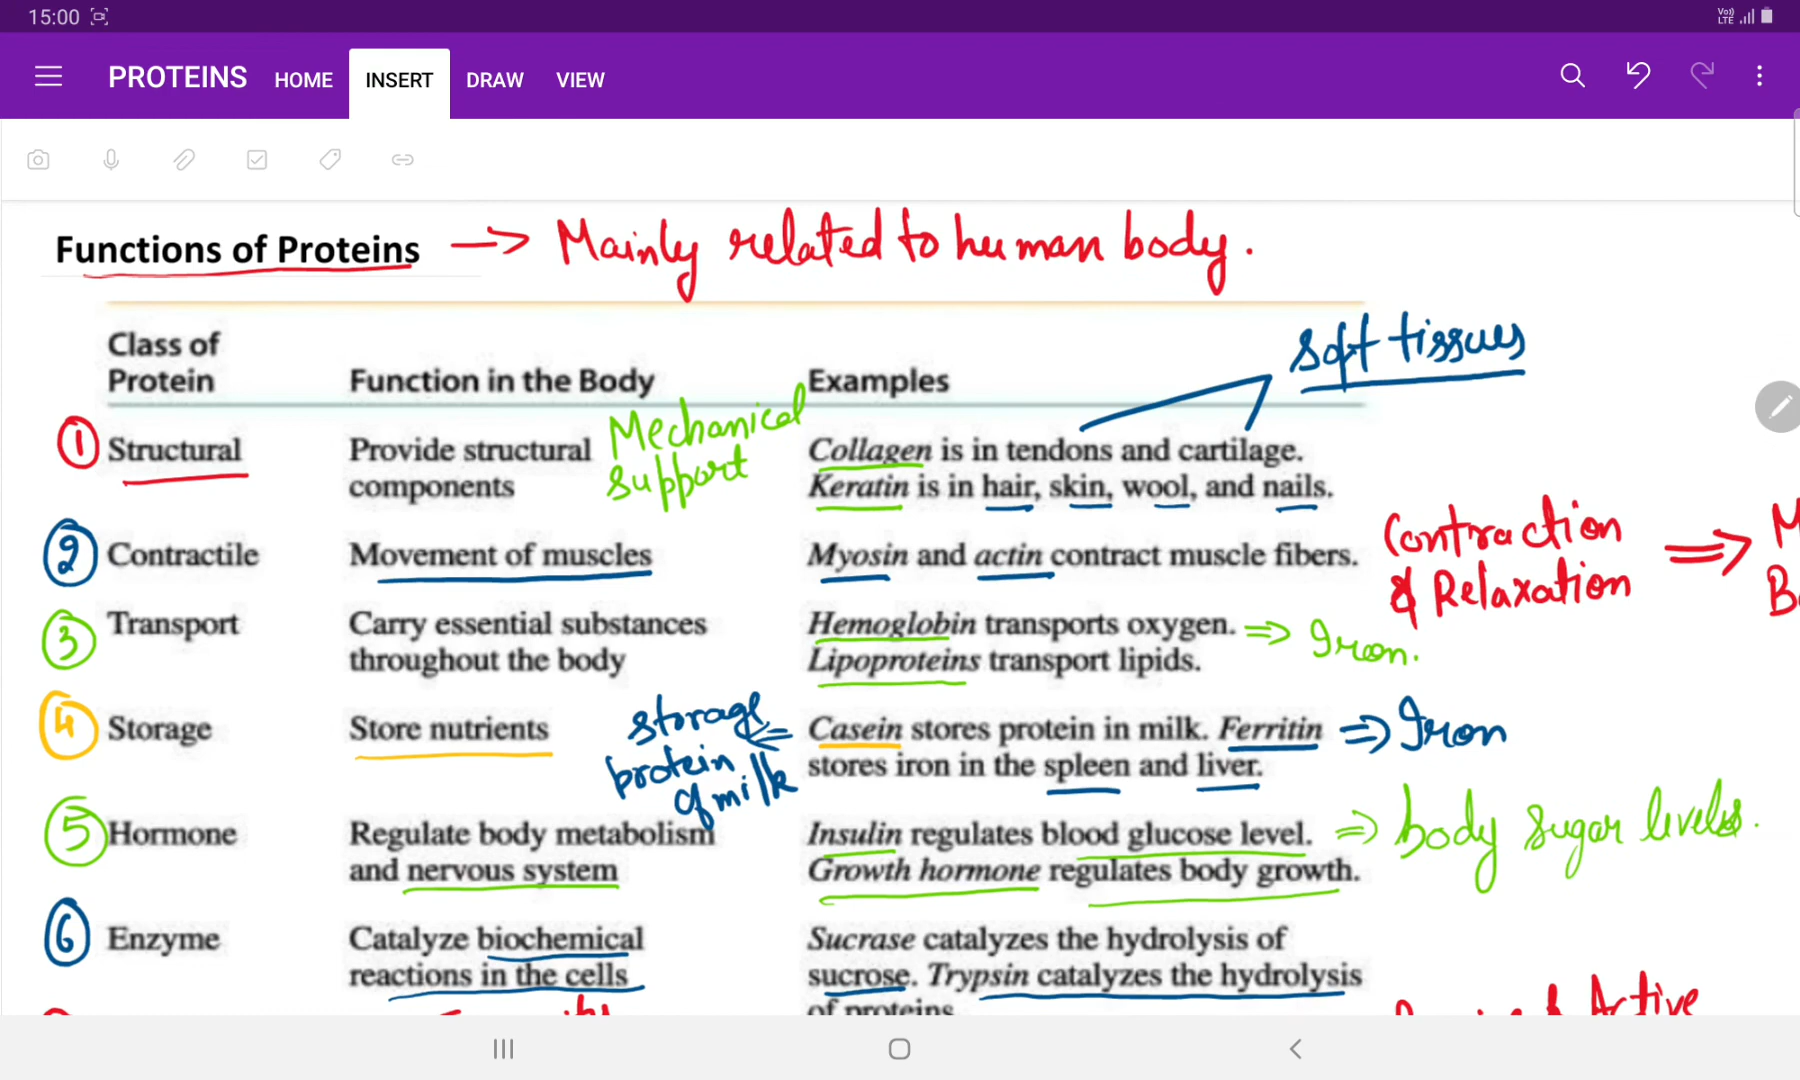 15:00
Vo))
LTE
PROTEINS HOME INSERT DRAW VIEW
Functions of Proteins → Mainly related to human body.
soft tissues
Class of
Protein Function in the Body Examples
① Structural Provide structural components Mechanical support Collagen is in tendons and cartilage.
Keratin is in hair, skin, wool, and nails.
② Contractile Movement of muscles Myosin and actin contract muscle fibers. Contraction
& Relaxation ⇒
③ Transport Carry essential substances Hemoglobin transports oxygen. ⇒ Iron.
throughout the body Lipoproteins transport lipids.
④ Storage Store nutrients storage protein of milk Casein stores protein in milk. Ferritin ⇒ Iron
stores iron in the spleen and liver.
⑤ Hormone Regulate body metabolism Insulin regulates blood glucose level. ⇒ body sugar levels.
and nervous system Growth hormone regulates body growth.
⑥ Enzyme Catalyze biochemical Sucrase catalyzes the hydrolysis of
reactions in the cells sucrose. Trypsin catalyzes the hydrolysis
of proteins
& Active